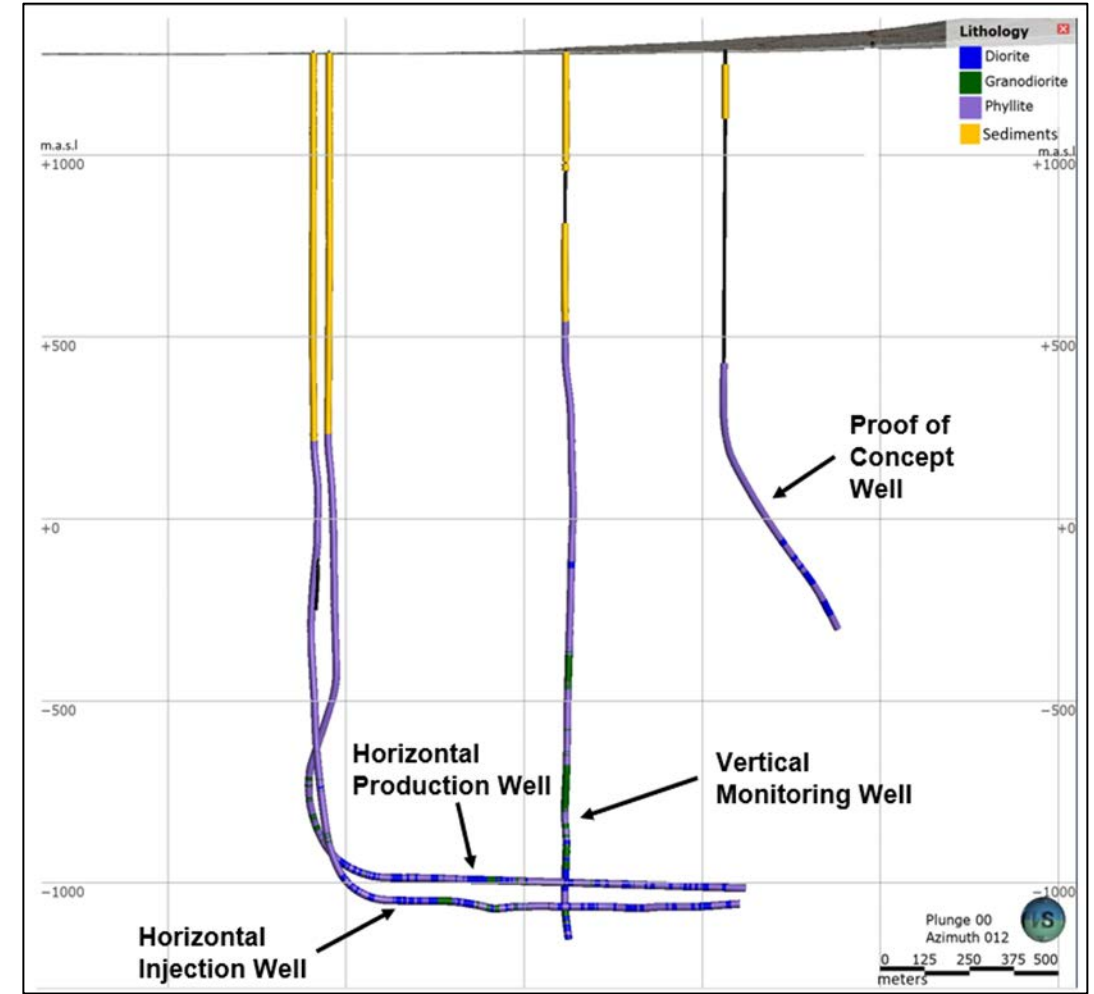 Lithology
Diorite
Granodiorite
Phyllite
Sediments
m.a.s.l
+1000
m.a.s.l
+1000
+500
+500
Proof of
Concept
Well
+0
+0
-500
-500
Horizontal
Production Well
Vertical
Monitoring Well
-1000
-1000
Horizontal
Injection Well
Plunge 00
Azimuth 012
S
0 125 250 375 500
meters